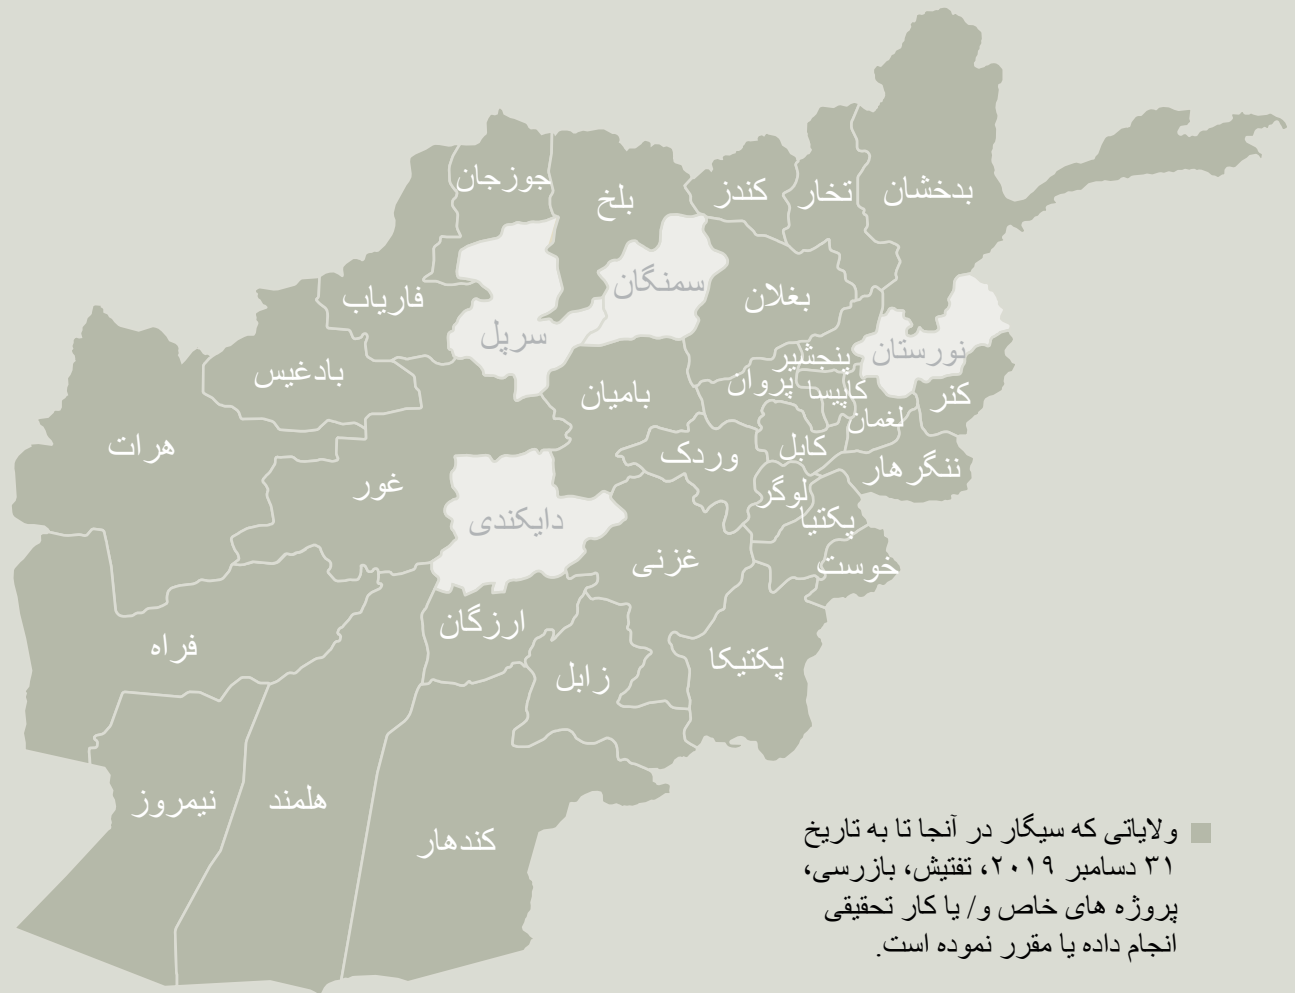 بدخشان
تخار
کندز
بلخ
جوزجان
سمنگان
بغلان
فاریاب
سرپل
نورستان
پنجشیر
بادغیس
بامیان
پروان
کاپیسا
کنر
لغمان
هرات
وردک
کابل
ننگرهار
غور
لوگر
پکتیا
دایکندی
غزنی
خوست
ارزگان
فراه
پکتیکا
زابل
نیمروز
هلمند
کندهار
ولایاتی که سیگار در آنجا تا به تاریخ
۳۱ دسامبر ۲۰۱۹، تفتیش، بازرسی،
پروژه های خاص و/ یا کار تحقیقی
انجام داده یا مقرر نموده است.